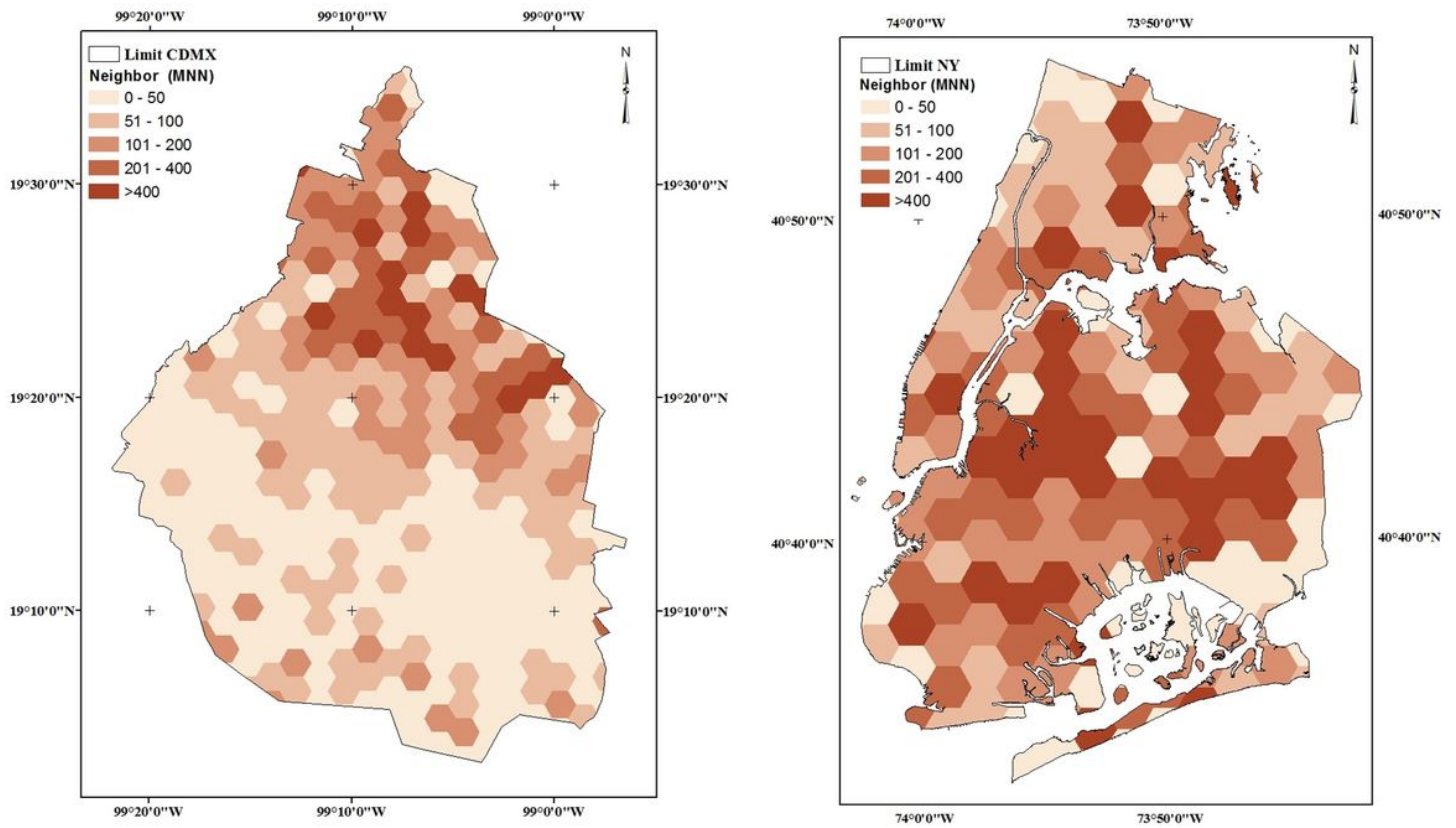 99°20'0"W 99°10'0"W 99°0'0"W
Limit CDMX
Neighbor (MNN)
0 - 50
51 - 100
101 - 200
201 - 400
>400
N
19°30'0"N 19°30'0"N
19°20'0"N 19°20'0"N
19°10'0"N 19°10'0"N
99°20'0"W 99°10'0"W 99°0'0"W
74°0'0"W 73°50'0"W
Limit NY
Neighbor (MNN)
0 - 50
51 - 100
101 - 200
201 - 400
>400
N
40°50'0"N 40°50'0"N
40°40'0"N 40°40'0"N
74°0'0"W 73°50'0"W